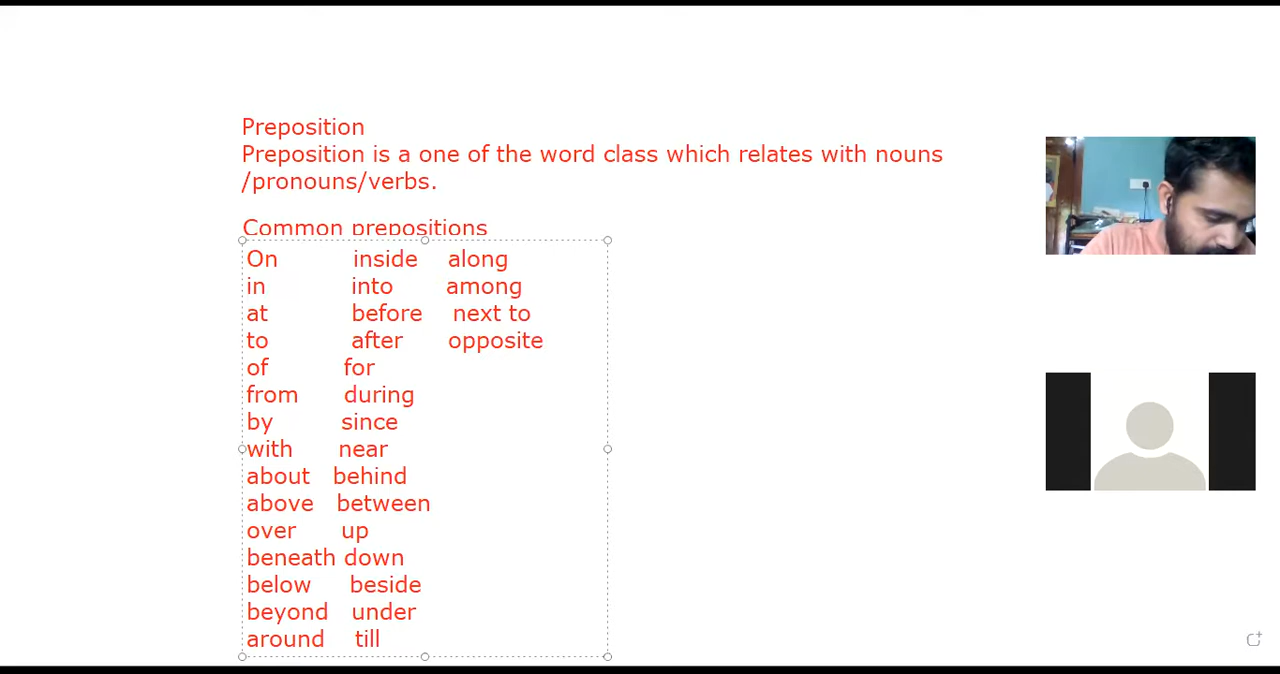 Preposition
Preposition is a one of the word class which relates with nouns
/pronouns/verbs.
Common prepositions
On inside along
in into among
at before next to
to after opposite
of for
from during
by since
with near
about behind
above between
over up
beneath down
below beside
beyond under
around till